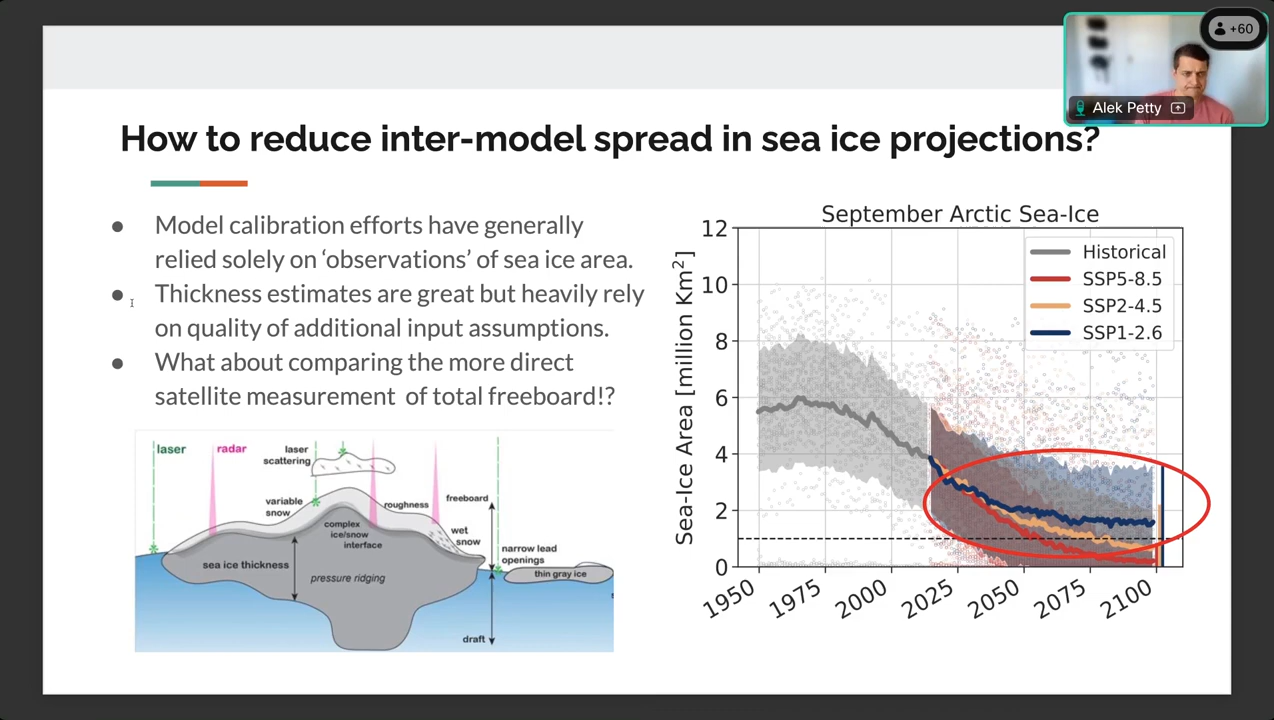 +60
Alek Petty
How to reduce inter-model spread in sea ice projections?
● Model calibration efforts have generally
relied solely on ‘observations’ of sea ice area.
● Thickness estimates are great but heavily rely
on quality of additional input assumptions.
● What about comparing the more direct
satellite measurement of total freeboard!?
laser
radar
laser
scattering
variable
snow
roughness
freeboard
complex
ice/snow
interface
wet
snow
narrow lead
openings
sea ice thickness
pressure ridging
thin gray ice
draft
September Arctic Sea-Ice
Sea-Ice Area [million Km²]
12
10
8
6
4
2
0
Historical
SSP5-8.5
SSP2-4.5
SSP1-2.6
1950
1975
2000
2025
2050
2075
2100